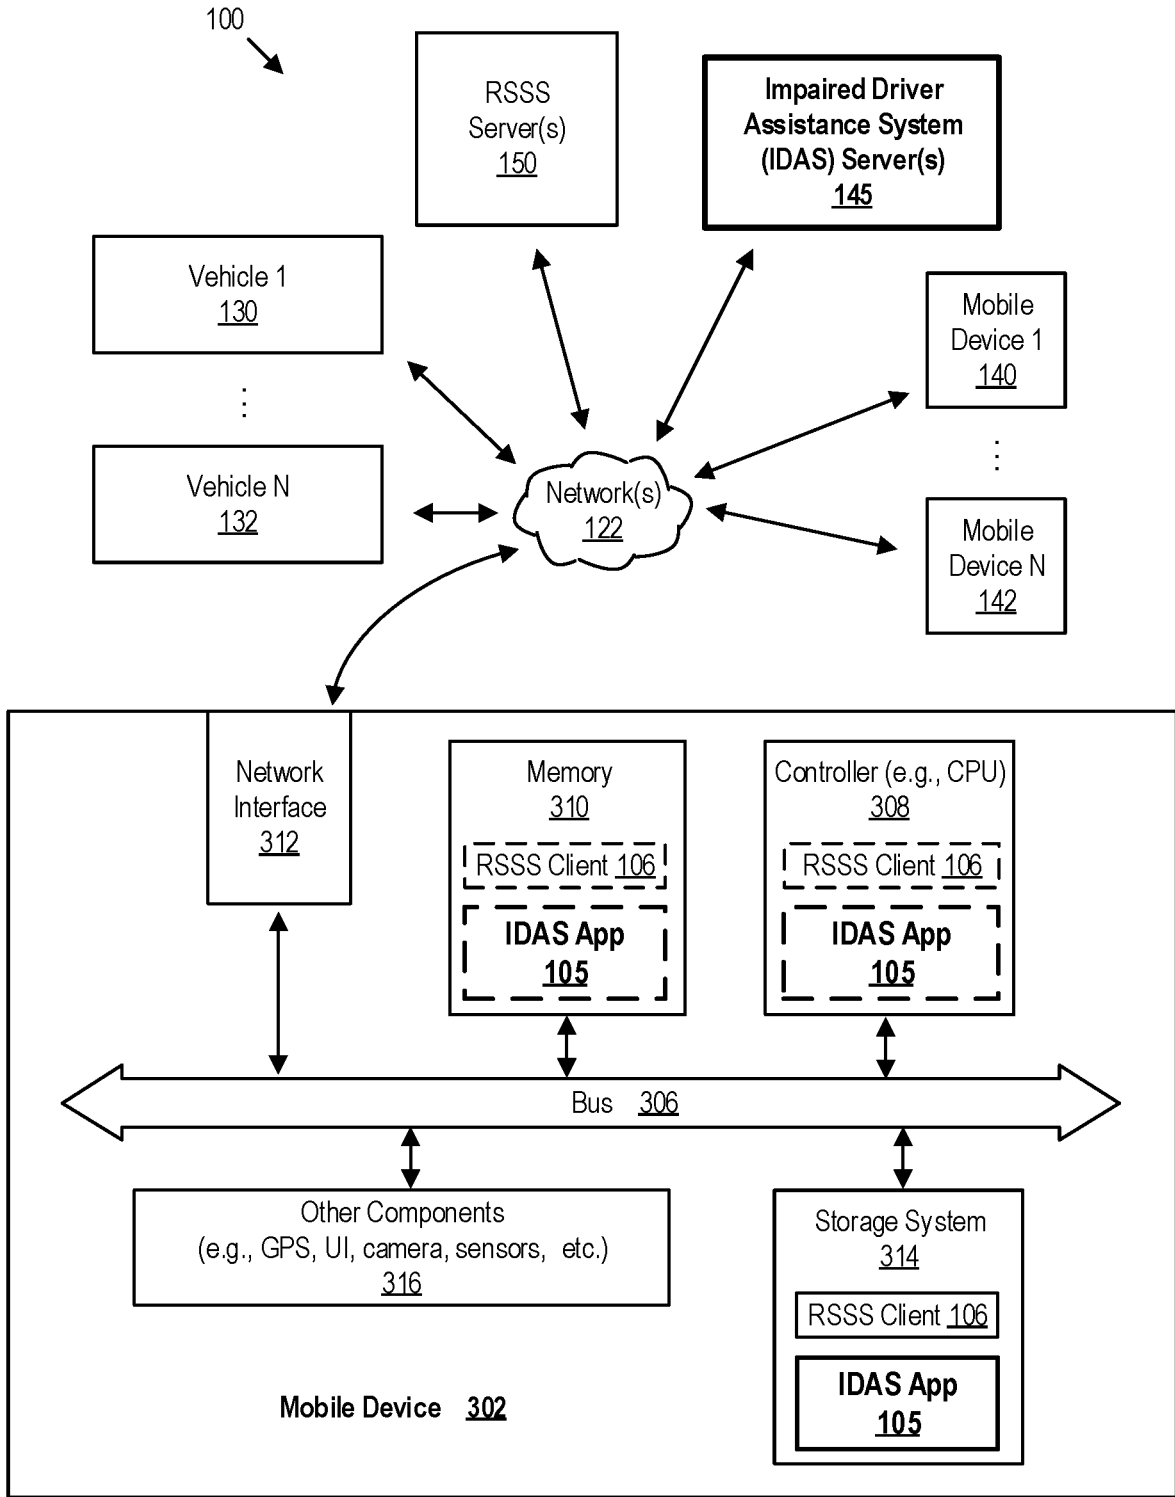 100
RSSS
Server(s)
150
Impaired Driver
Assistance System
(IDAS) Server(s)
145
Vehicle 1
130
⋮
Vehicle N
132
Network(s)
122
Mobile
Device 1
140
⋮
Mobile
Device N
142
Network
Interface
312
Memory
310
RSSS Client 106
IDAS App
105
Controller (e.g., CPU)
308
RSSS Client 106
IDAS App
105
Bus 306
Other Components
(e.g., GPS, UI, camera, sensors, etc.)
316
Storage System
314
RSSS Client 106
IDAS App
105
Mobile Device 302